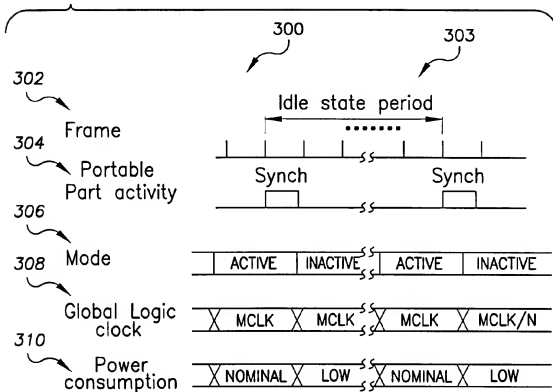 300
303
302
Idle state period
Frame
304
Portable
Part activity
Synch
Synch
306
Mode
ACTIVE
INACTIVE
ACTIVE
INACTIVE
308
Global Logic
clock
MCLK
MCLK
MCLK
MCLK/N
310
Power
consumption
NOMINAL
LOW
NOMINAL
LOW